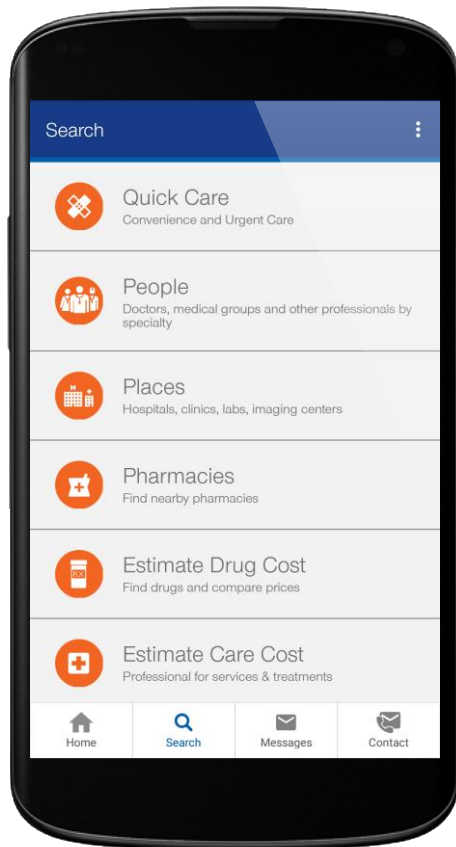 Search
Quick Care
Convenience and Urgent Care
People
Doctors, medical groups and other professionals by
specialty
Places
Hospitals, clinics, labs, imaging centers
Pharmacies
Find nearby pharmacies
RX
Estimate Drug Cost
Find drugs and compare prices
Estimate Care Cost
Professional for services & treatments
Home
Search
Messages
Contact